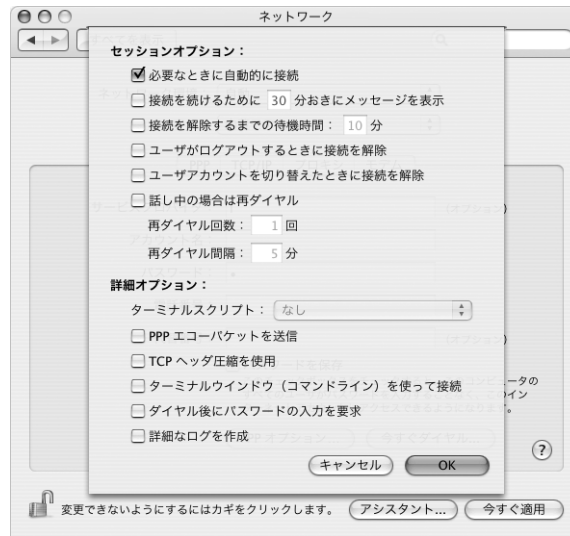 ネットワーク
セッションオプション：
必要なときに自動的に接続
接続を続けるために 30 分おきにメッセージを表示
接続を解除するまでの待機時間： 10 分
ユーザがログアウトするときに接続を解除
ユーザアカウントを切り替えたときに接続を解除
話し中の場合は再ダイヤル
再ダイヤル回数： 1 回
再ダイヤル間隔： 5 分
詳細オプション：
ターミナルスクリプト： なし
PPP エコーパケットを送信
TCP ヘッダ圧縮を使用
ターミナルウインドウ（コマンドライン）を使って接続
ダイヤル後にパスワードの入力を要求
詳細なログを作成
キャンセル OK
?
変更できないようにするにはカギをクリックします。 アシスタント... 今すぐ適用